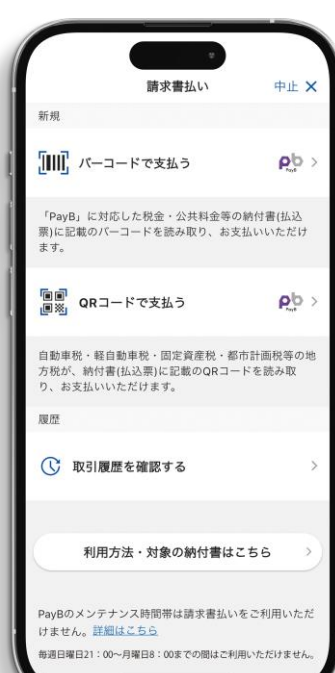 請求書払い
中止 ✕
新規
バーコードで支払う
pb
PayB
「PayB」に対応した税金・公共料金等の納付書(払込
票)に記載のバーコードを読み取り、お支払いいただけ
ます。
QRコードで支払う
pb
PayB
自動車税・軽自動車税・固定資産税・都市計画税等の地
方税が、納付書(払込票)に記載のQRコードを読み取
り、お支払いいただけます。
履歴
取引履歴を確認する
利用方法・対象の納付書はこちら
PayBのメンテナンス時間帯は請求書払いをご利用いただ
けません。詳細はこちら
毎週日曜日21：00〜月曜日8：00までの間はご利用いただけません。